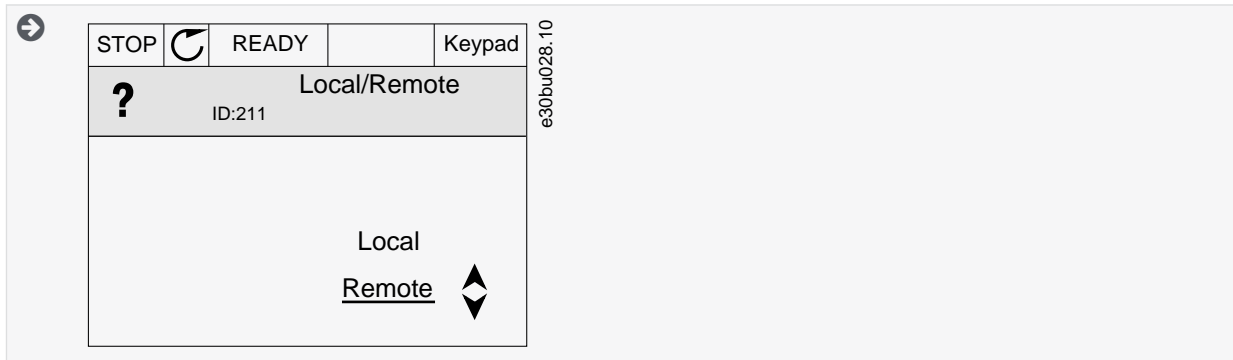 STOP READY Keypad
? Local/Remote
ID:211
Local
Remote
e30bu028.10